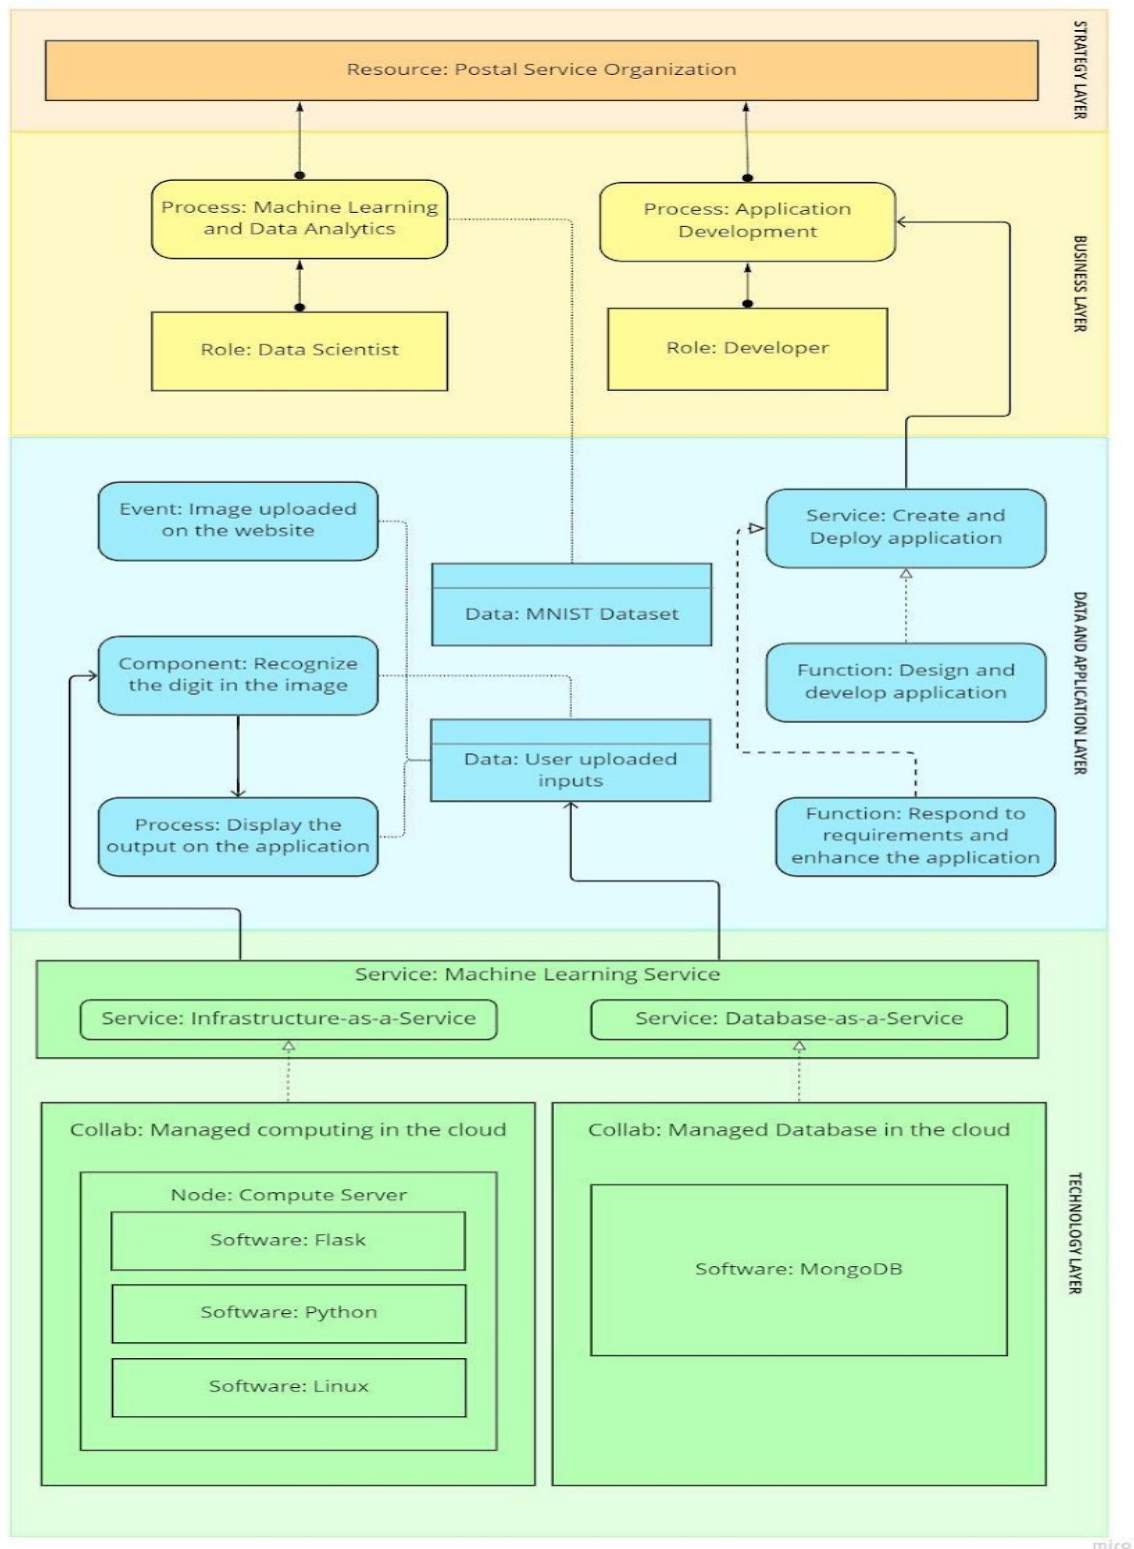 STRATEGY LAYER
Resource: Postal Service Organization
BUSINESS LAYER
Process: Machine Learning
and Data Analytics
Process: Application
Development
Role: Data Scientist
Role: Developer
DATA AND APPLICATION LAYER
Event: Image uploaded
on the website
Service: Create and
Deploy application
Data: MNIST Dataset
Component: Recognize
the digit in the image
Function: Design and
develop application
Data: User uploaded
inputs
Process: Display the
output on the application
Function: Respond to
requirements and
enhance the application
TECHNOLOGY LAYER
Service: Machine Learning Service
Service: Infrastructure-as-a-Service
Service: Database-as-a-Service
Collab: Managed computing in the cloud
Collab: Managed Database in the cloud
Node: Compute Server
Software: Flask
Software: Python
Software: Linux
Software: MongoDB
miro